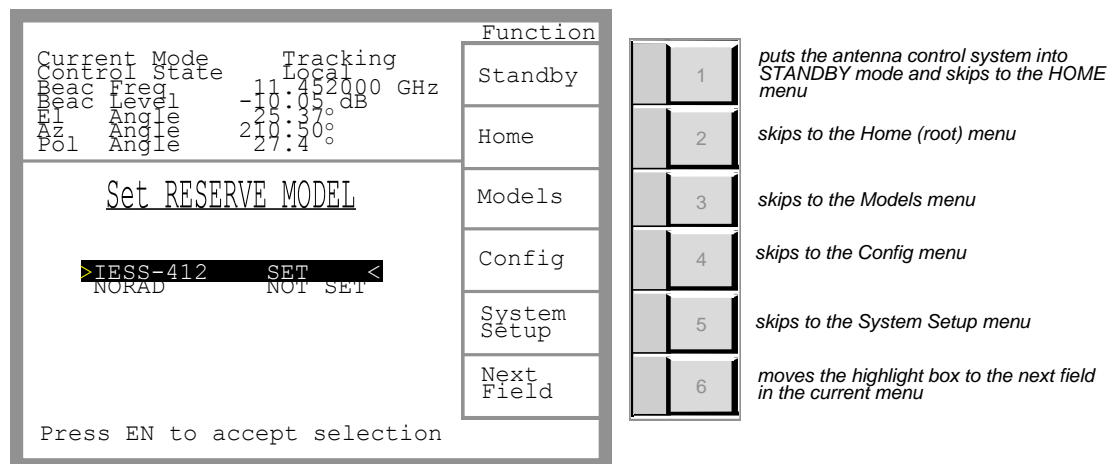 Function
Current Mode Tracking
Control State Local
Beac Freq 11.452000 GHz
Beac Level -10.05 dB
El Angle 25.37°
Az Angle 210.50°
Pol Angle 27.4 °
Standby
Home
Models
Config
System
Setup
Next
Field
Set RESERVE MODEL
>IESS-412 SET <
NORAD NOT SET
Press EN to accept selection
1
puts the antenna control system into
STANDBY mode and skips to the HOME
menu
2
skips to the Home (root) menu
3
skips to the Models menu
4
skips to the Config menu
5
skips to the System Setup menu
6
moves the highlight box to the next field
in the current menu